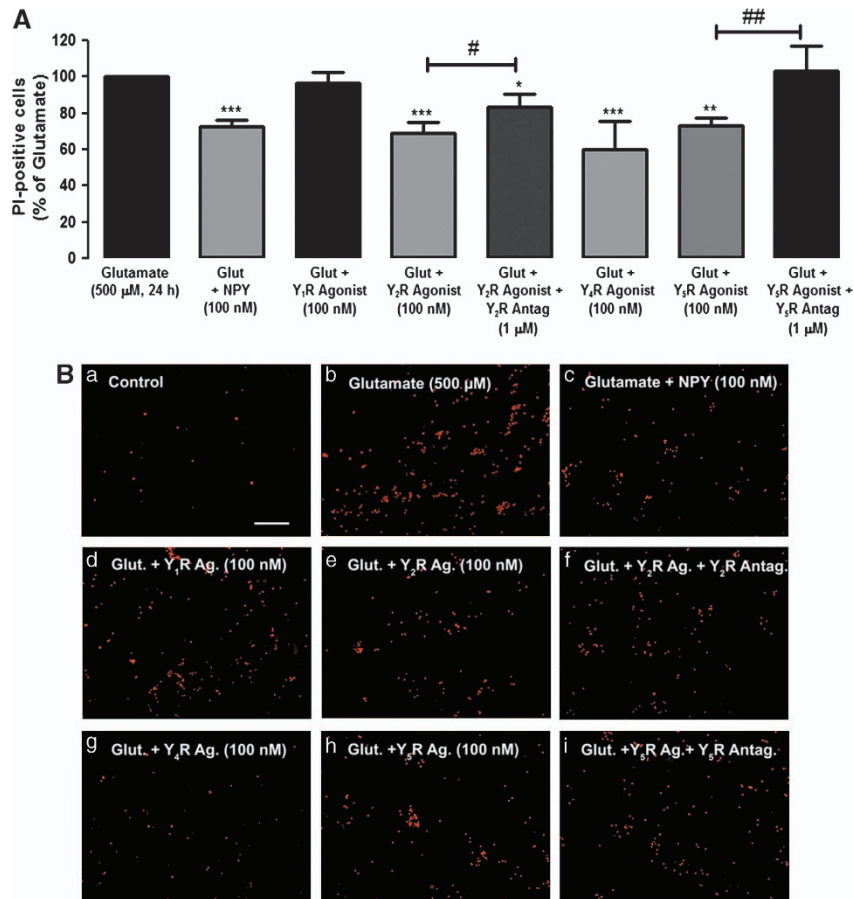 A
PI-positive cells
(% of Glutamate)
120
100
80
60
40
20
0
***
***
#
*
***
**
##
Glutamate
(500 µM, 24 h)
Glut
+ NPY
(100 nM)
Glut +
Y₁R Agonist
(100 nM)
Glut +
Y₂R Agonist
(100 nM)
Glut +
Y₂R Agonist +
Y₂R Antag
(1 µM)
Glut +
Y₄R Agonist
(100 nM)
Glut +
Y₅R Agonist
(100 nM)
Glut +
Y₅R Agonist +
Y₅R Antag
(1 µM)
B
a
Control
b
Glutamate (500 µM)
c
Glutamate + NPY (100 nM)
d
Glut. + Y₁R Ag. (100 nM)
e
Glut. + Y₂R Ag. (100 nM)
f
Glut. + Y₂R Ag. + Y₂R Antag.
g
Glut. + Y₄R Ag. (100 nM)
h
Glut. +Y₅R Ag. (100 nM)
i
Glut. +Y₅R Ag.+ Y₅R Antag.